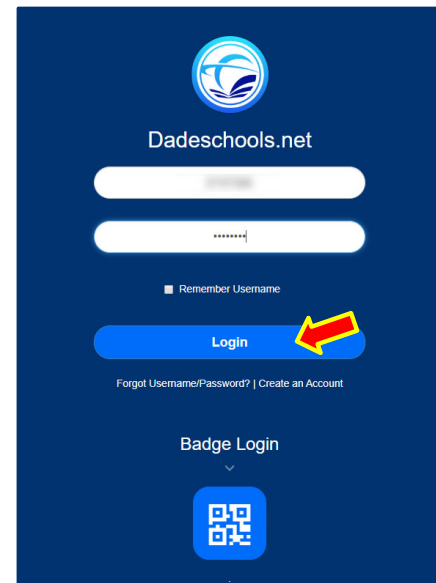 Dadeschools.net
Remember Username
Login
Forgot Username/Password? | Create an Account
Badge Login